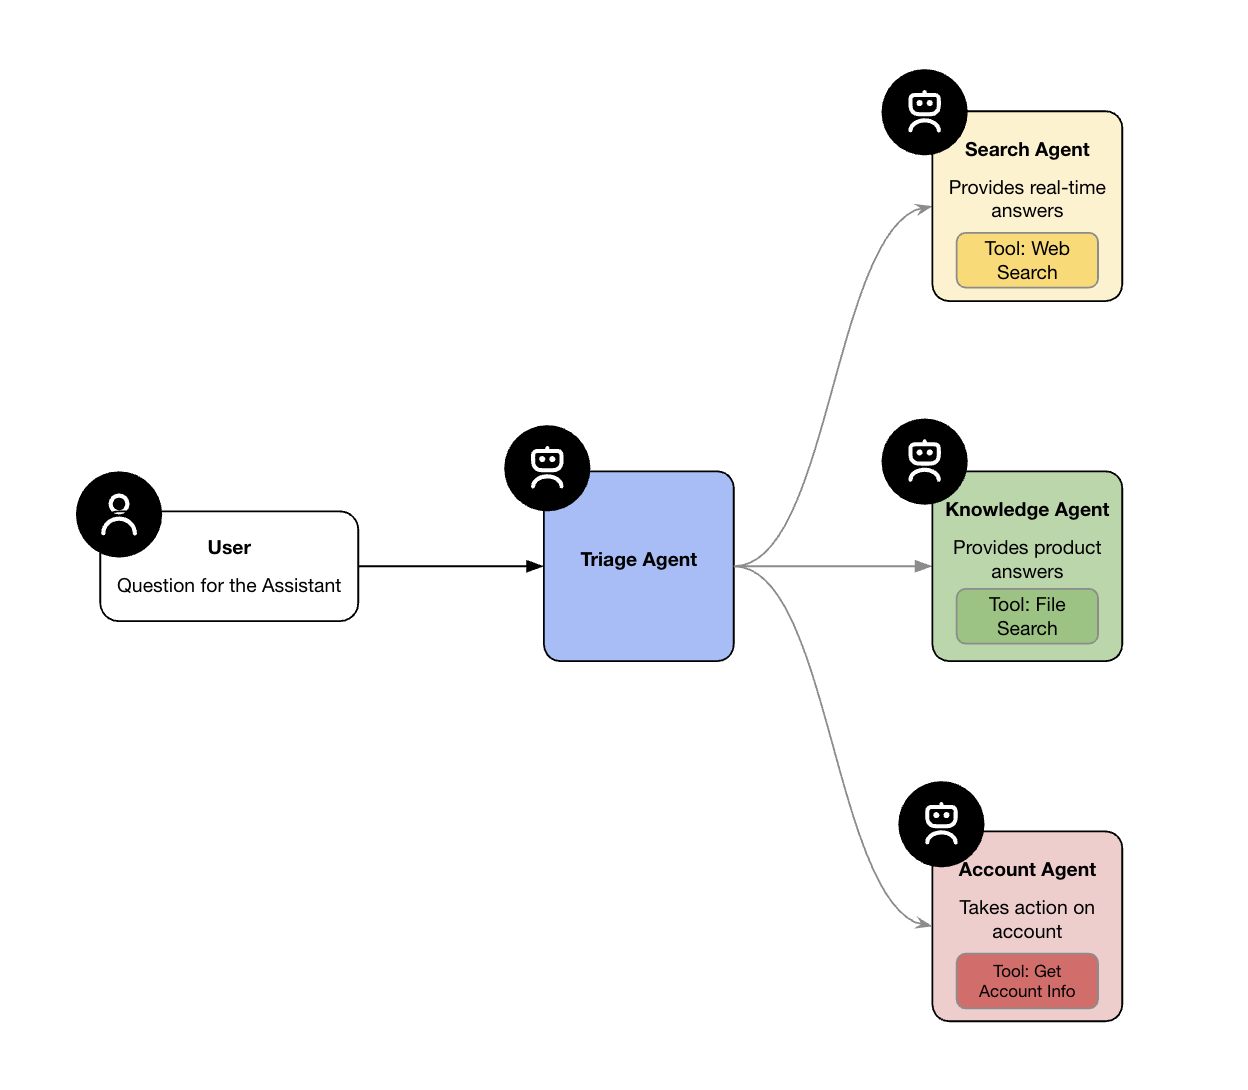 User
Question for the Assistant
Triage Agent
Search Agent
Provides real-time
answers
Tool: Web
Search
Knowledge Agent
Provides product
answers
Tool: File
Search
Account Agent
Takes action on
account
Tool: Get
Account Info